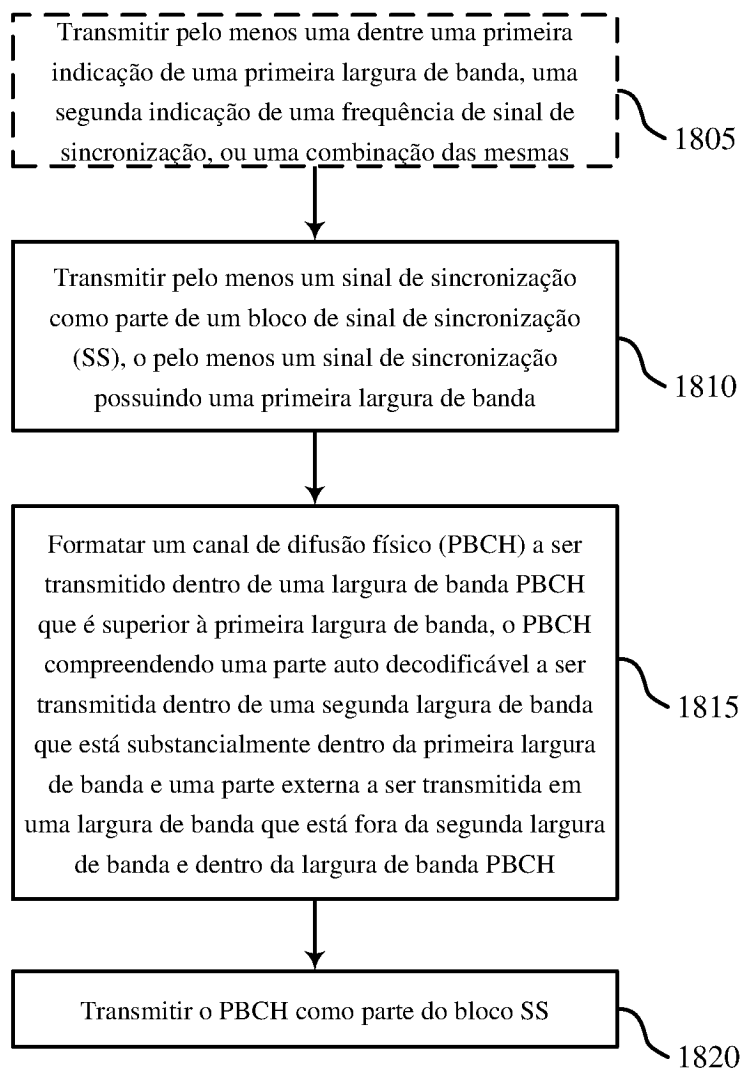 Transmitir pelo menos uma dentre uma primeira
indicação de uma primeira largura de banda, uma
segunda indicação de uma frequência de sinal de
sincronização, ou uma combinação das mesmas
1805
Transmitir pelo menos um sinal de sincronização
como parte de um bloco de sinal de sincronização
(SS), o pelo menos um sinal de sincronização
possuindo uma primeira largura de banda
1810
Formatar um canal de difusão físico (PBCH) a ser
transmitido dentro de uma largura de banda PBCH
que é superior à primeira largura de banda, o PBCH
compreendendo uma parte auto decodificável a ser
transmitida dentro de uma segunda largura de banda
que está substancialmente dentro da primeira largura
de banda e uma parte externa a ser transmitida em
uma largura de banda que está fora da segunda largura
de banda e dentro da largura de banda PBCH
1815
Transmitir o PBCH como parte do bloco SS
1820